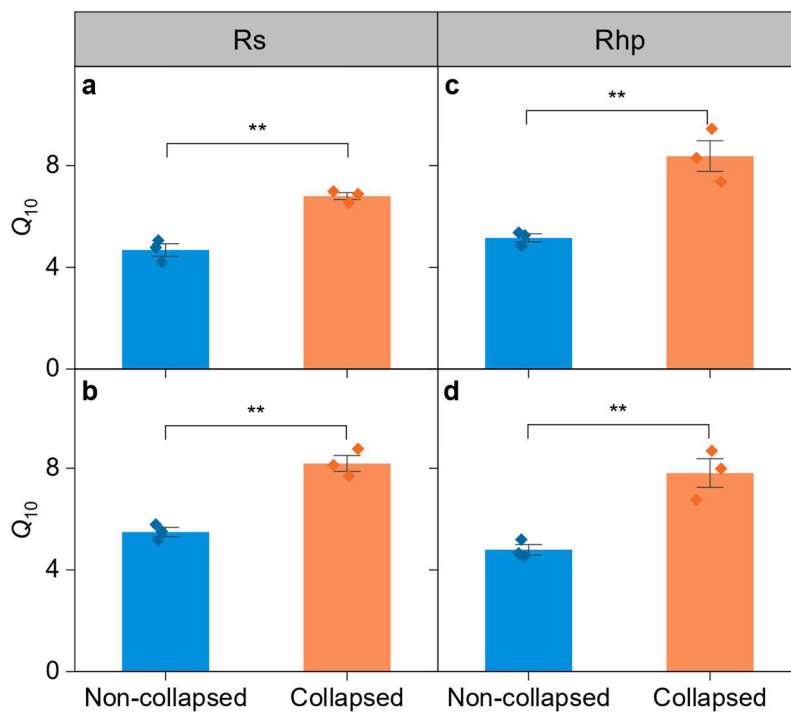 Rs Rhp
a c
** **
8
Q10
4
0
b d
** **
8
Q10
4
0
Non-collapsed Collapsed Non-collapsed Collapsed